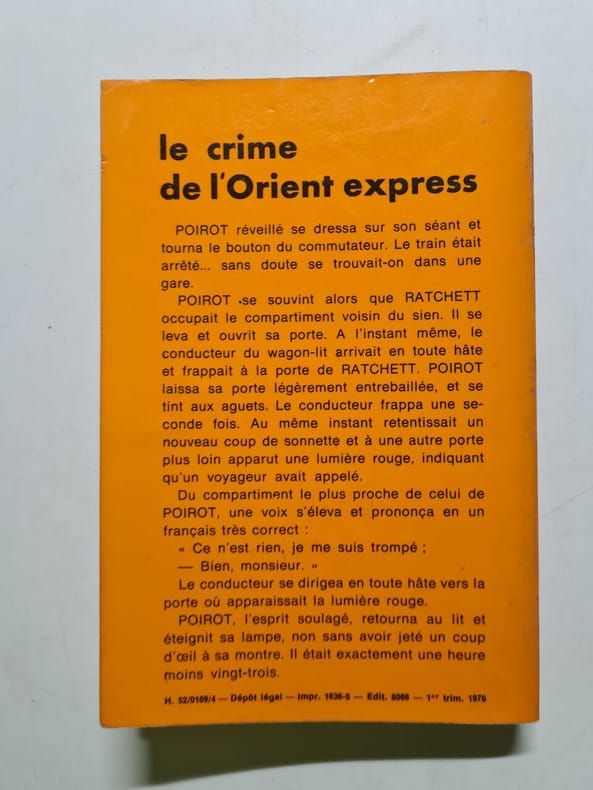 le crime
de l'Orient express
POIROT réveillé se dressa sur son séant et
tourna le bouton du commutateur. Le train était
arrêté... sans doute se trouvait-on dans une
gare.
POIROT se souvint alors que RATCHETT
occupait le compartiment voisin du sien. Il se
leva et ouvrit sa porte. A l'instant même, le
conducteur du wagon-lit arrivait en toute hâte
et frappait à la porte de RATCHETT. POIROT
laissa sa porte légèrement entrebaillée, et se
tint aux aguets. Le conducteur frappa une se-
conde fois. Au même instant retentissait un
nouveau coup de sonnette et à une autre porte
plus loin apparut une lumière rouge, indiquant
qu'un voyageur avait appelé.
Du compartiment le plus proche de celui de
POIROT, une voix s'éleva et prononça en un
français très correct :
« Ce n'est rien, je me suis trompé ;
— Bien, monsieur. »
Le conducteur se dirigea en toute hâte vers la
porte où apparaissait la lumière rouge.
POIROT, l'esprit soulagé, retourna au lit et
éteignit sa lampe, non sans avoir jeté un coup
d'œil à sa montre. Il était exactement une heure
moins vingt-trois.
H. 52/0169/4 — Dépôt légal — Impr. 1636-5 — Edit. 8068 — 1er trim. 1976